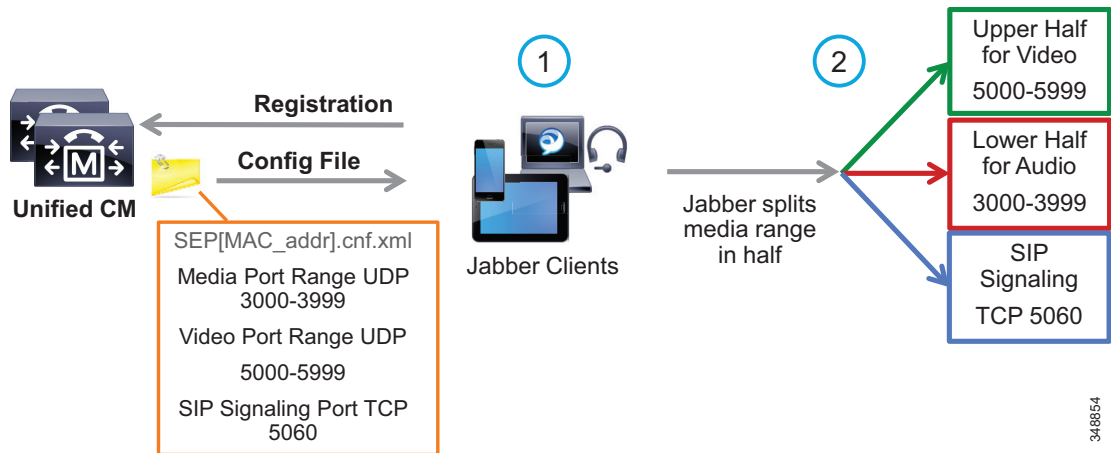 Registration
Config File
M
Unified CM
SEP[MAC_addr].cnf.xml
Media Port Range UDP
3000-3999
Video Port Range UDP
5000-5999
SIP Signaling Port TCP
5060
1
Jabber Clients
Jabber splits
media range
in half
2
Upper Half
for Video
5000-5999
Lower Half
for Audio
3000-3999
SIP
Signaling
TCP 5060
348854